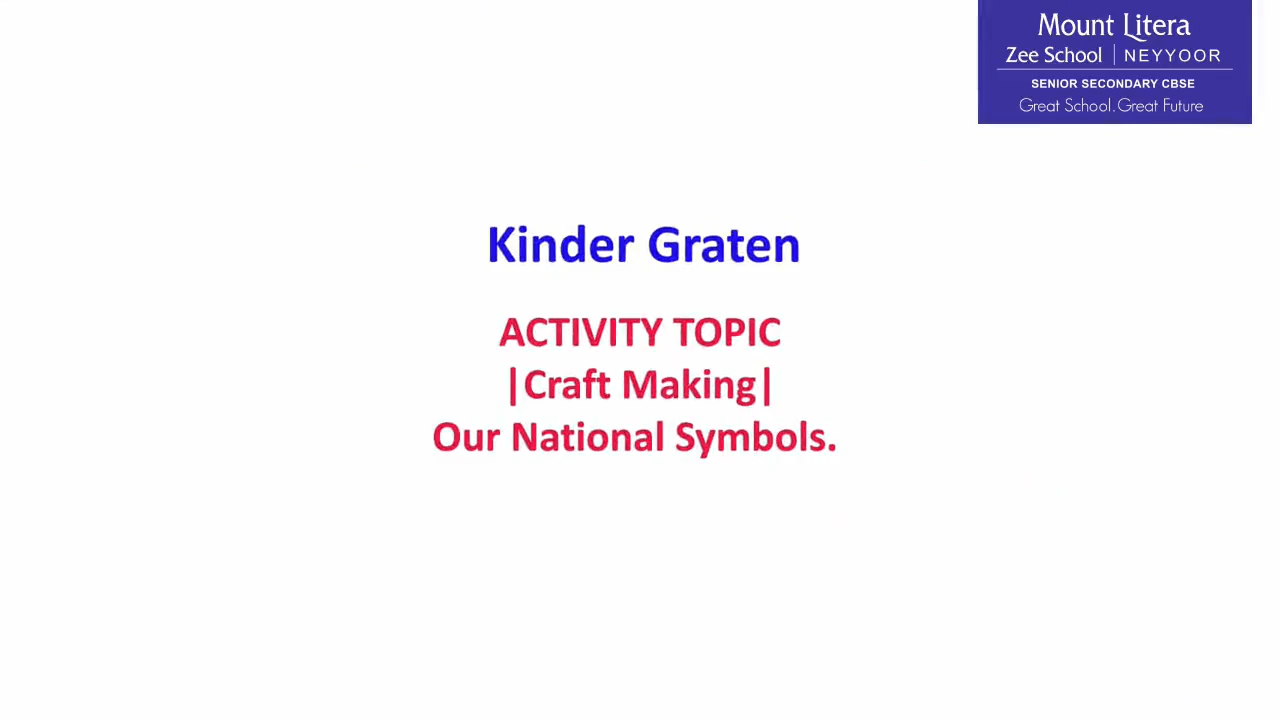 Mount Litera
Zee School | NEYYOOR
SENIOR SECONDARY CBSE
Great School.Great Future
Kinder Graten
ACTIVITY TOPIC
|Craft Making|
Our National Symbols.